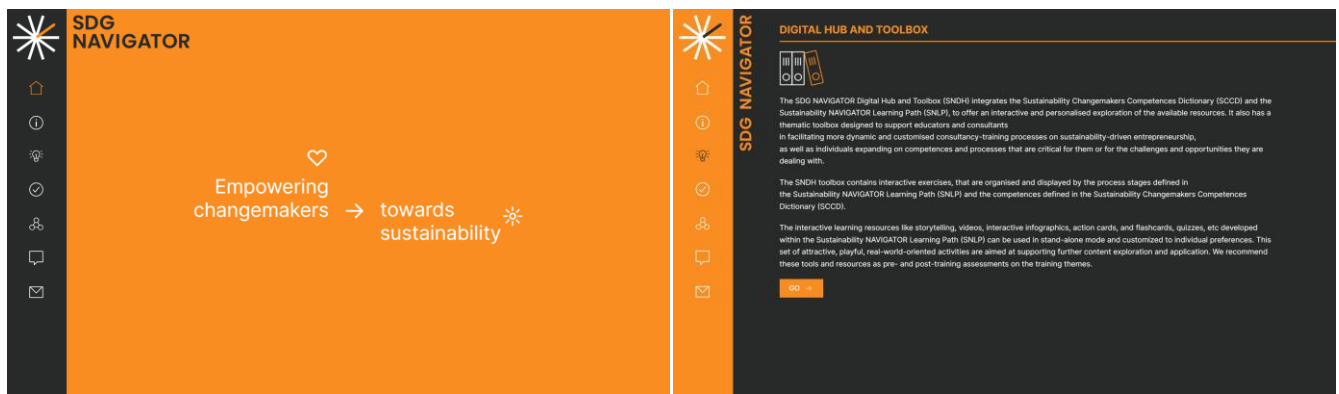 SDG
NAVIGATOR
Empowering
changemakers → towards
sustainability
SDG NAVIGATOR
DIGITAL HUB AND TOOLBOX
The SDG NAVIGATOR Digital Hub and Toolbox (SNDH) integrates the Sustainability Changemakers Competences Dictionary (SCCD) and the
Sustainability NAVIGATOR Learning Path (SNLP), to offer an interactive and personalised exploration of the available resources. It also has a
thematic toolbox designed to support educators and consultants
in facilitating more dynamic and customised consultancy-training processes on sustainability-driven entrepreneurship,
as well as individuals expanding on competences and processes that are critical for them or for the challenges and opportunities they are
dealing with.
The SNDH toolbox contains interactive exercises, that are organised and displayed by the process stages defined in
the Sustainability NAVIGATOR Learning Path (SNLP) and the competences defined in the Sustainability Changemakers Competences
Dictionary (SCCD).
The interactive learning resources like storytelling, videos, interactive infographics, action cards, and flashcards, quizzes, etc developed
within the Sustainability NAVIGATOR Learning Path (SNLP) can be used in stand-alone mode and customized to individual preferences. This
set of attractive, playful, real-world-oriented activities are aimed at supporting further content exploration and application. We recommend
these tools and resources as pre- and post-training assessments on the training themes.
GO →